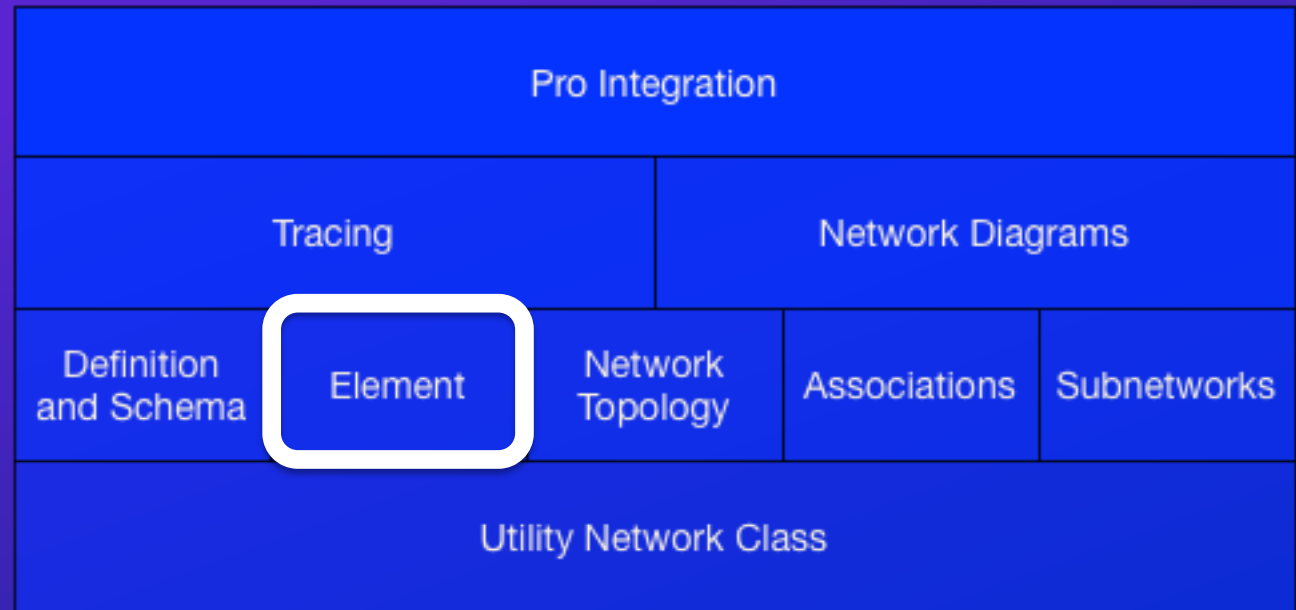 Pro Integration
Tracing
Network Diagrams
Definition
and Schema
Element
Network
Topology
Associations
Subnetworks
Utility Network Class